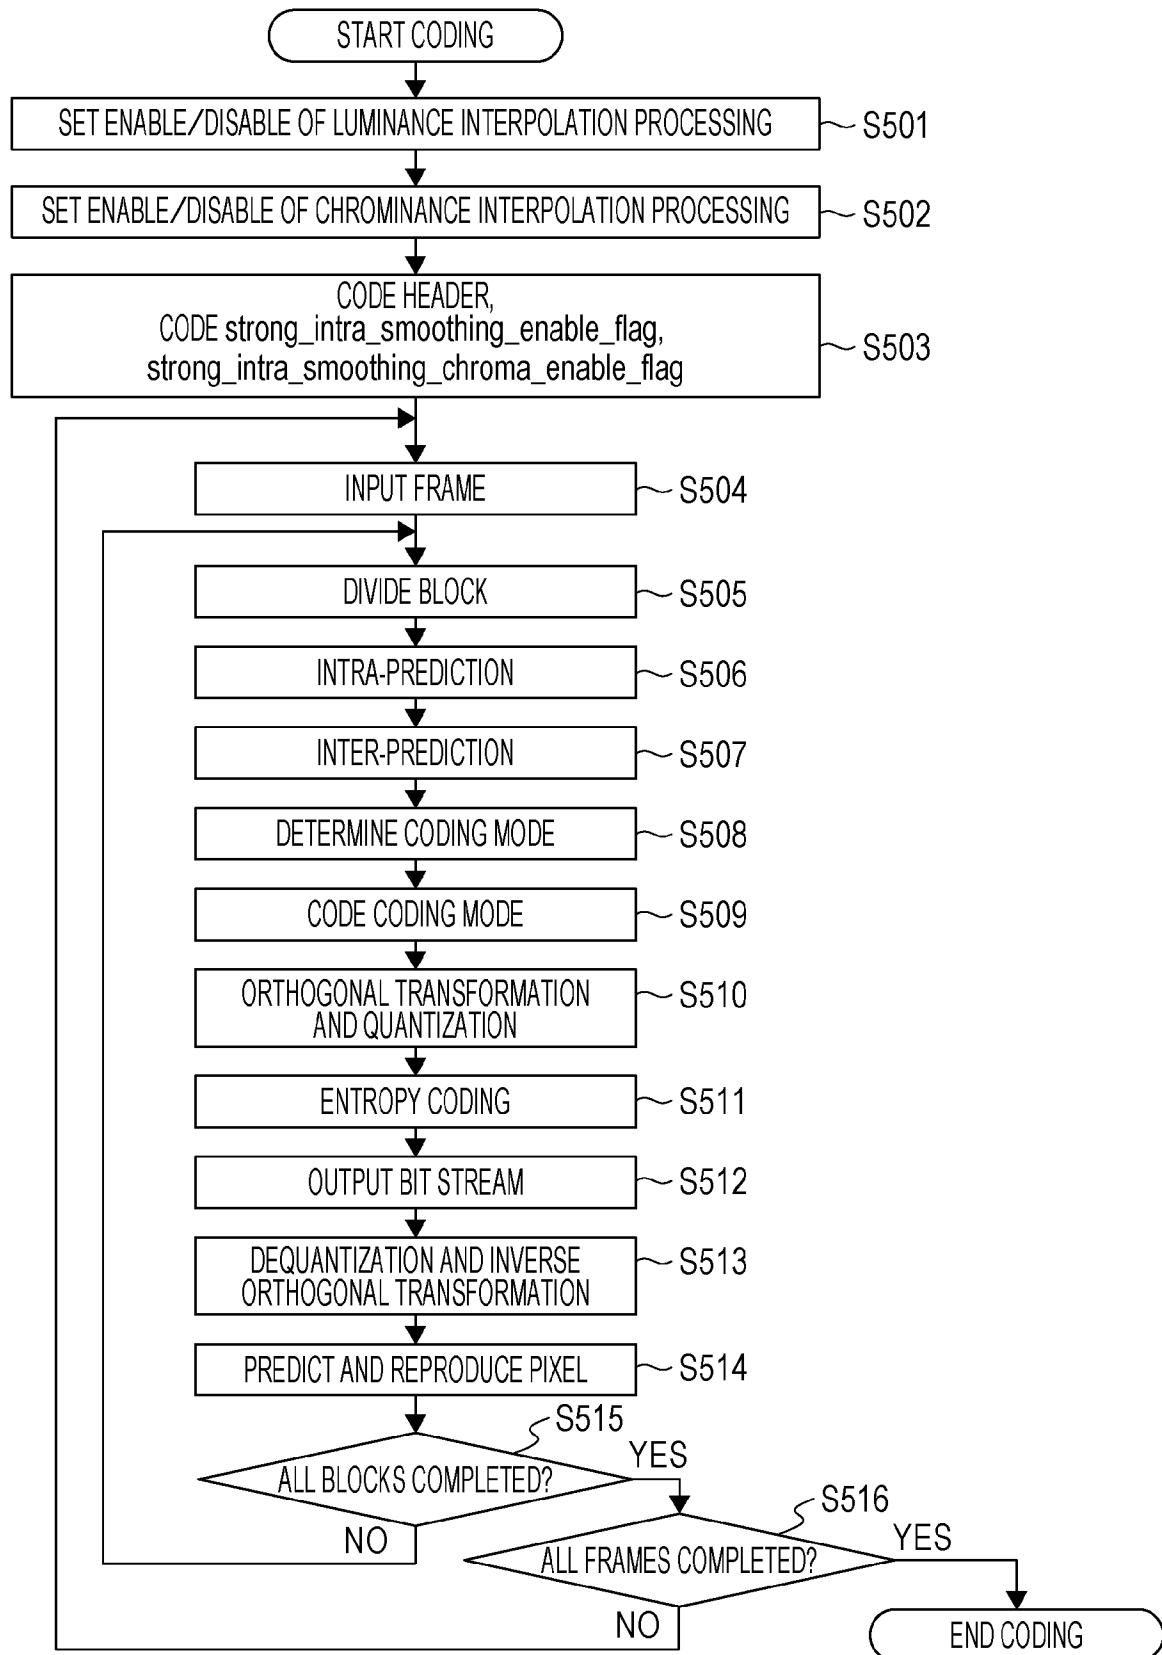 START CODING
SET ENABLE/DISABLE OF LUMINANCE INTERPOLATION PROCESSING
S501
SET ENABLE/DISABLE OF CHROMINANCE INTERPOLATION PROCESSING
S502
CODE HEADER,
CODE strong_intra_smoothing_enable_flag,
strong_intra_smoothing_chroma_enable_flag
S503
INPUT FRAME
S504
DIVIDE BLOCK
S505
INTRA-PREDICTION
S506
INTER-PREDICTION
S507
DETERMINE CODING MODE
S508
CODE CODING MODE
S509
ORTHOGONAL TRANSFORMATION
AND QUANTIZATION
S510
ENTROPY CODING
S511
OUTPUT BIT STREAM
S512
DEQUANTIZATION AND INVERSE
ORTHOGONAL TRANSFORMATION
S513
PREDICT AND REPRODUCE PIXEL
S514
S515
ALL BLOCKS COMPLETED?
YES
NO
S516
ALL FRAMES COMPLETED?
YES
NO
END CODING